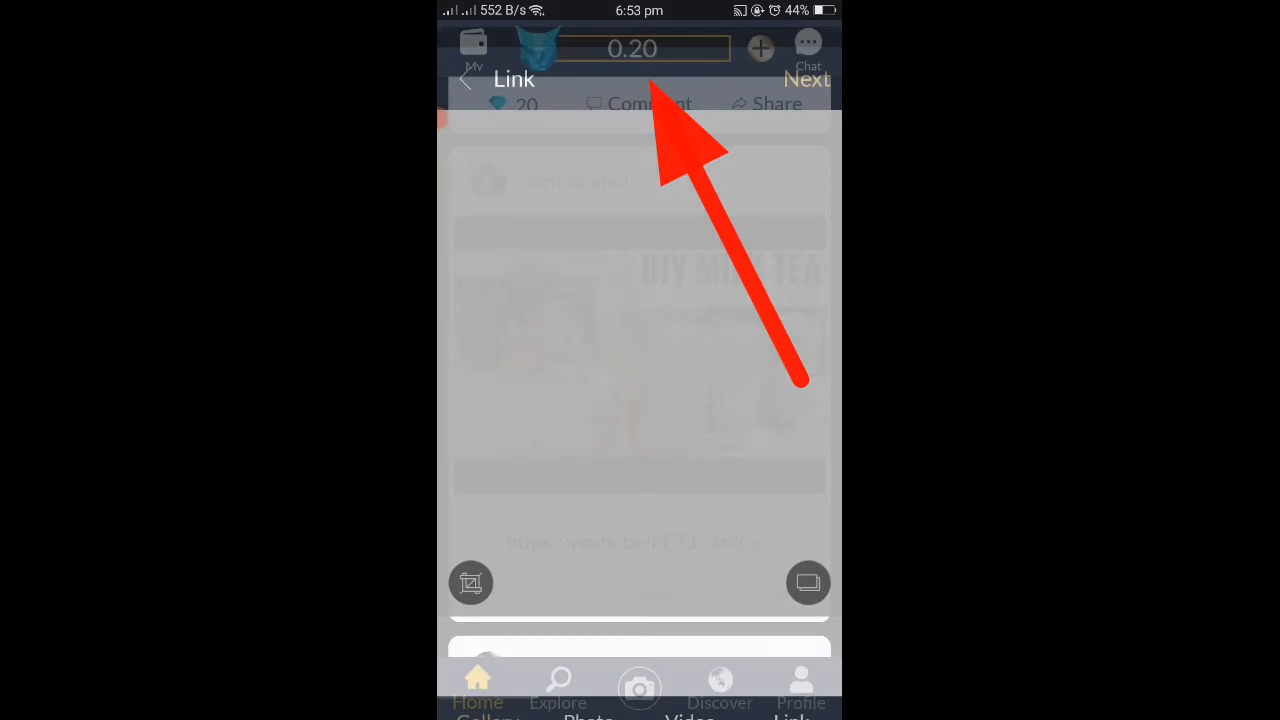 552 B/s 6:53 pm 44%
0.20
My Chat
Link Next
20 Comment Share
DIY MILK TEA
Home Explore Discover Profile
Gallery Photo Video Link